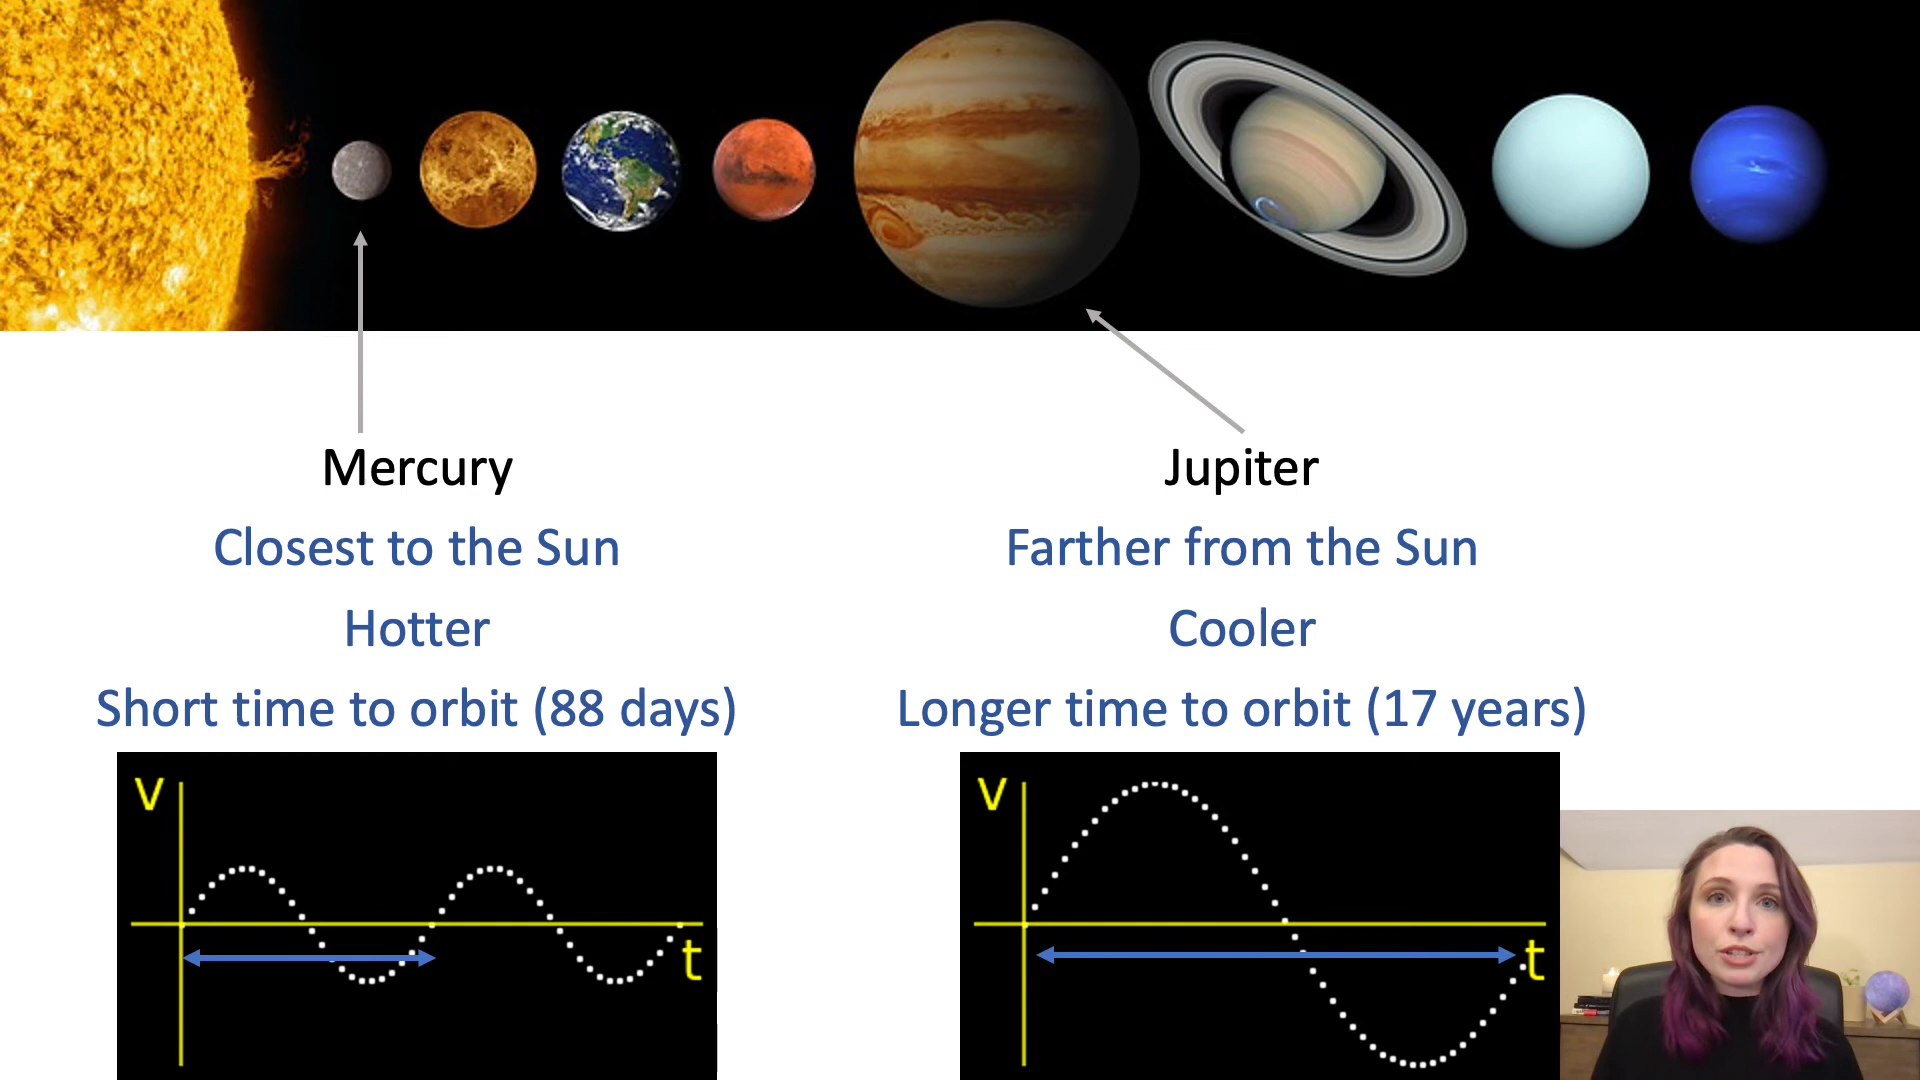 Mercury
Closest to the Sun
Hotter
Short time to orbit (88 days)
v
t
Jupiter
Farther from the Sun
Cooler
Longer time to orbit (17 years)
v
t